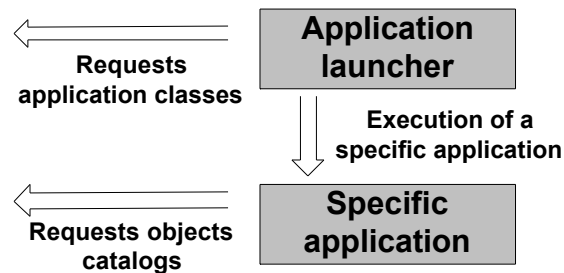 Application
launcher
Requests
application classes
Execution of a
specific application
Specific
application
Requests objects
catalogs